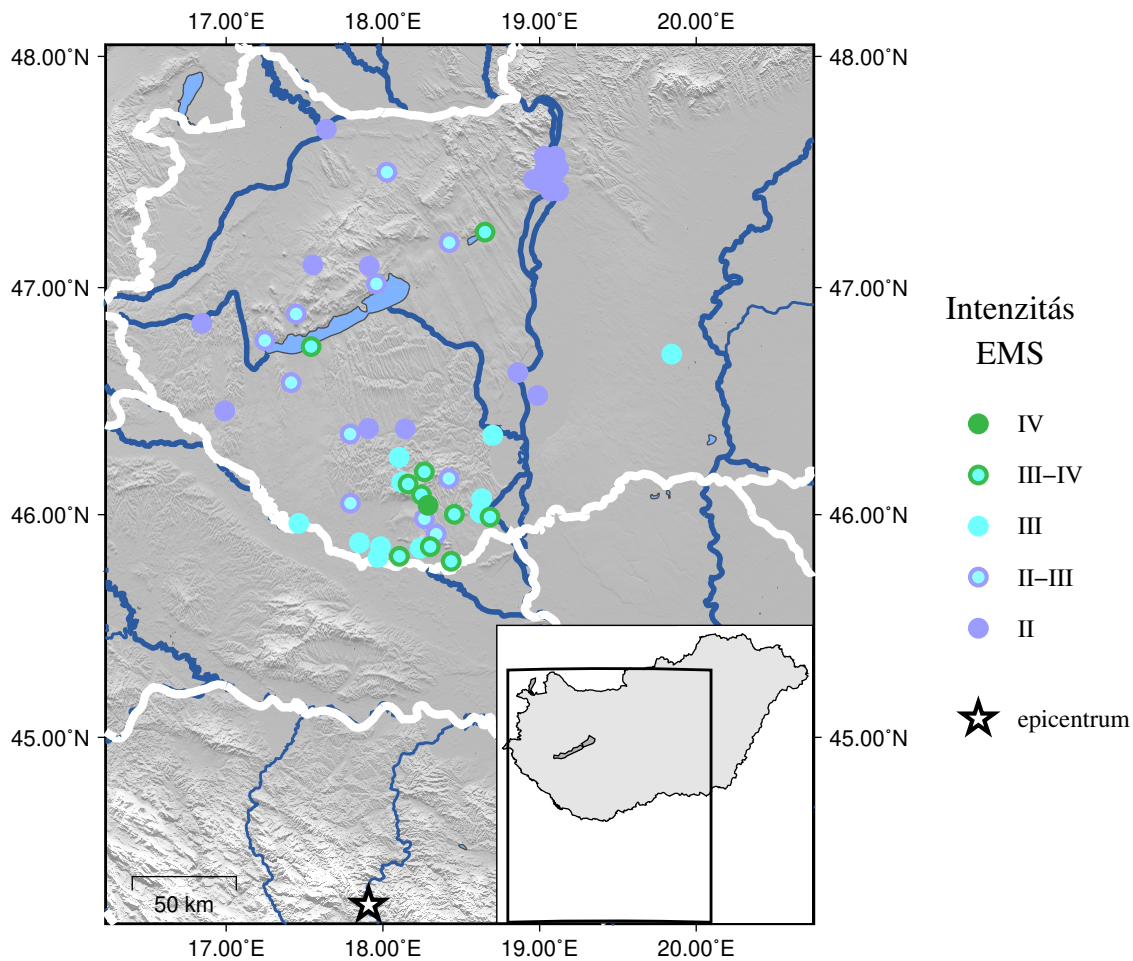 17.00°E 18.00°E 19.00°E 20.00°E
48.00°N 48.00°N
47.00°N 47.00°N
46.00°N 46.00°N
45.00°N 45.00°N
50 km
17.00°E 18.00°E 19.00°E 20.00°E
Intenzitás
EMS
IV
III–IV
III
II–III
II
epicentrum